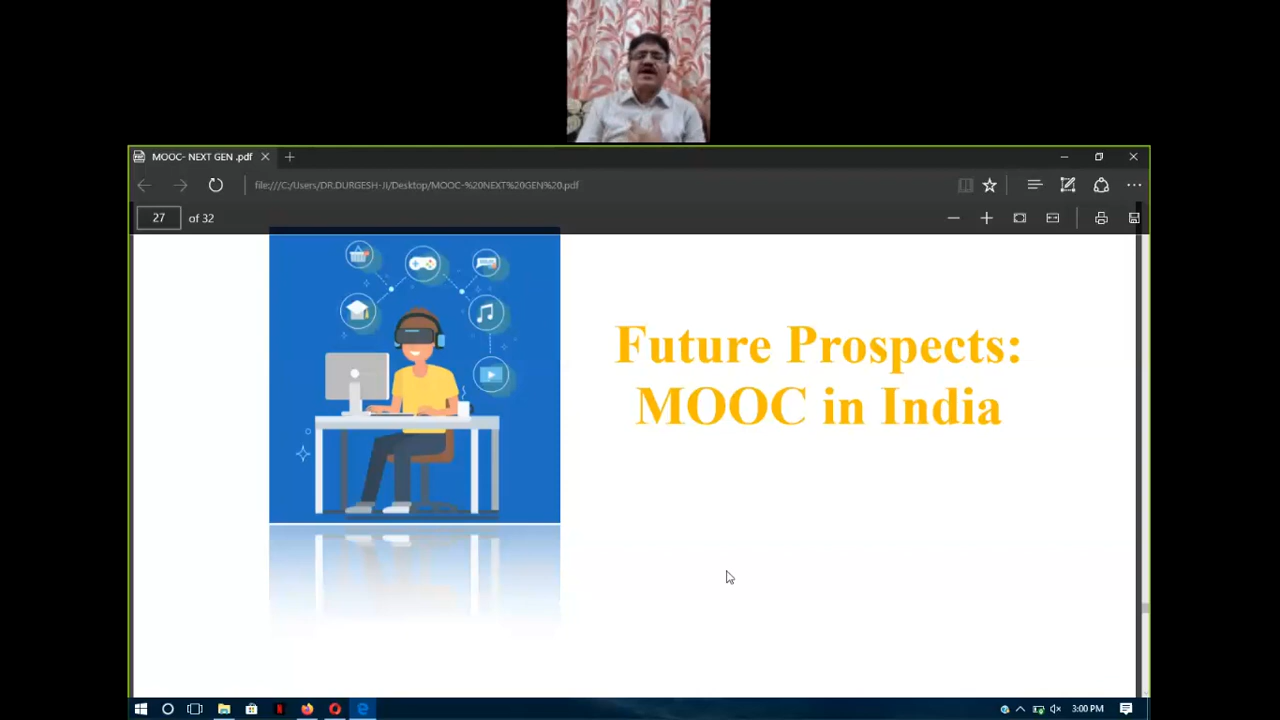 MOOC- NEXT GEN .pdf
file:///C:/Users/DR.DURGESH-JI/Desktop/MOOC-%20NEXT%20GEN%20.pdf
27 of 32
Future Prospects:
MOOC in India
3:00 PM